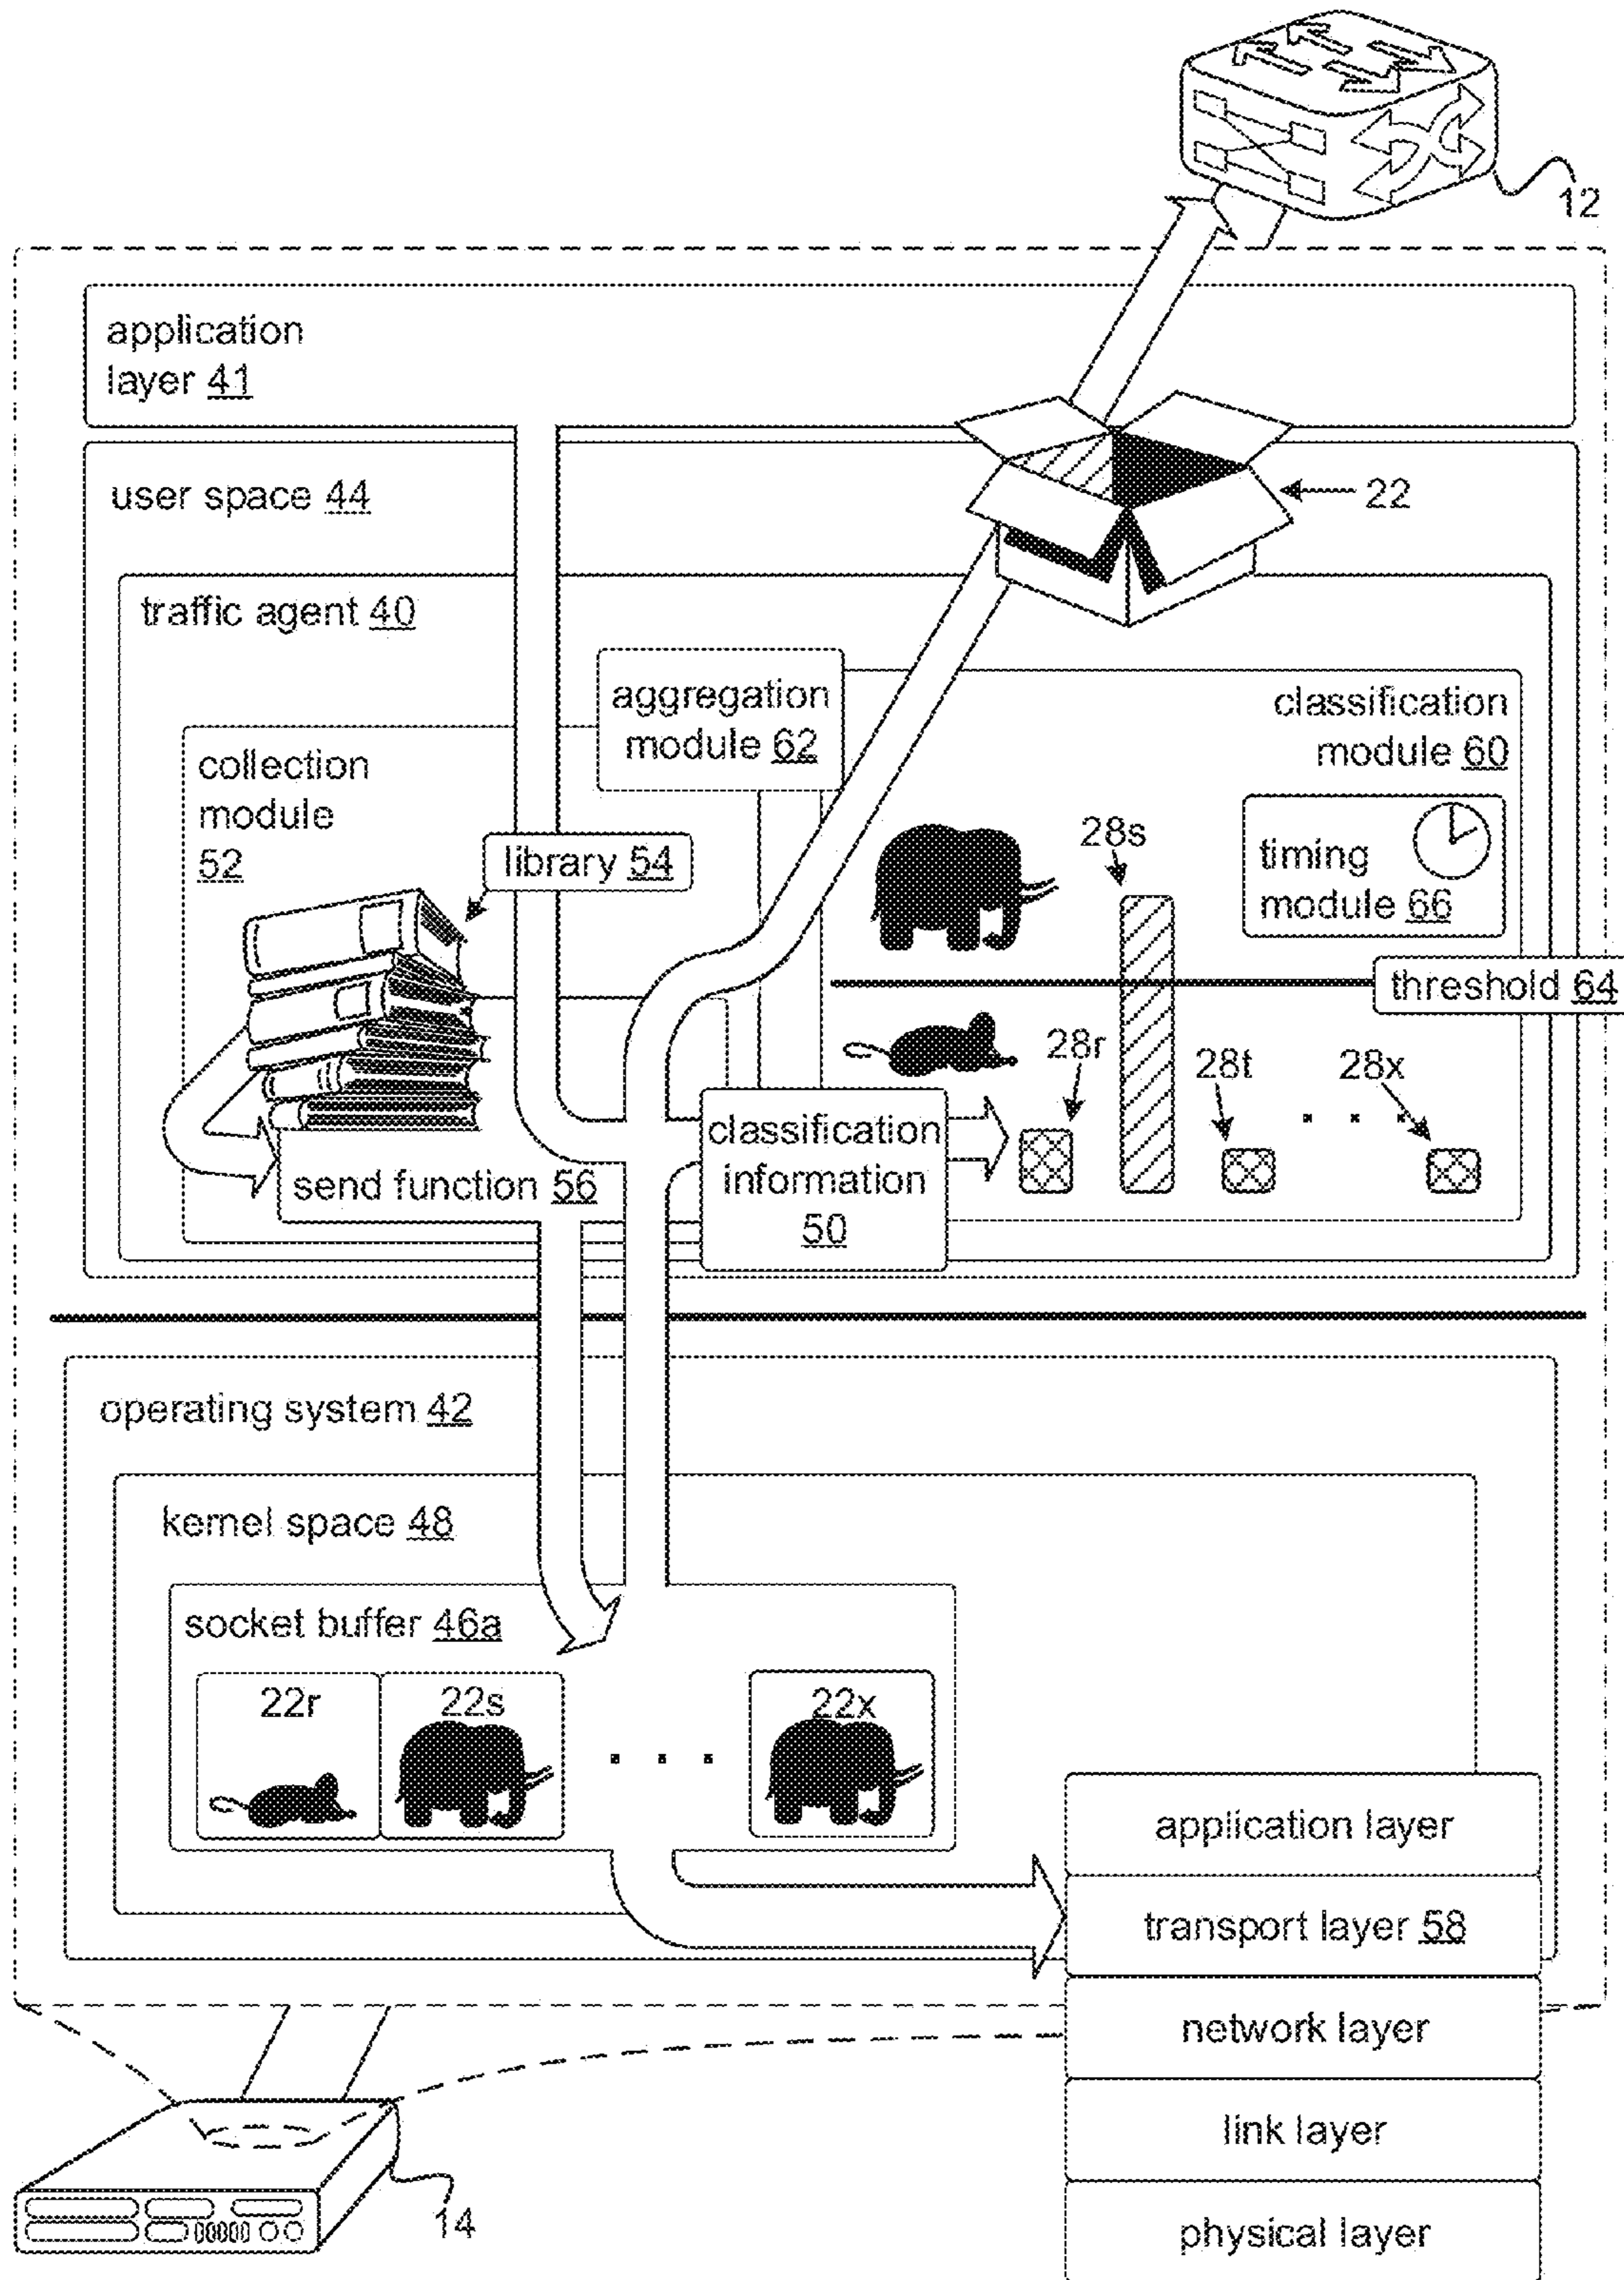 12
application
layer 41
user space 44
22
traffic agent 40
aggregation
module 62
classification
module 60
collection
module
52
library 54
28s
timing
module 66
threshold 64
28r
28t
28x
classification
information
50
send function 56
operating system 42
kernel space 48
socket buffer 46a
22r
22s
22x
application layer
transport layer 58
network layer
link layer
physical layer
14